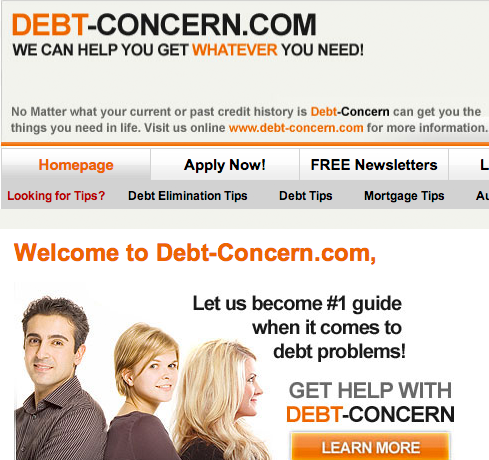 DEBT-CONCERN.COM
WE CAN HELP YOU GET WHATEVER YOU NEED!
No Matter what your current or past credit history is Debt-Concern can get you the
things you need in life. Visit us online www.debt-concern.com for more information.
Homepage Apply Now! FREE Newsletters L
Looking for Tips? Debt Elimination Tips Debt Tips Mortgage Tips Au
Welcome to Debt-Concern.com,
Let us become #1 guide
when it comes to
debt problems!
GET HELP WITH
DEBT-CONCERN
LEARN MORE